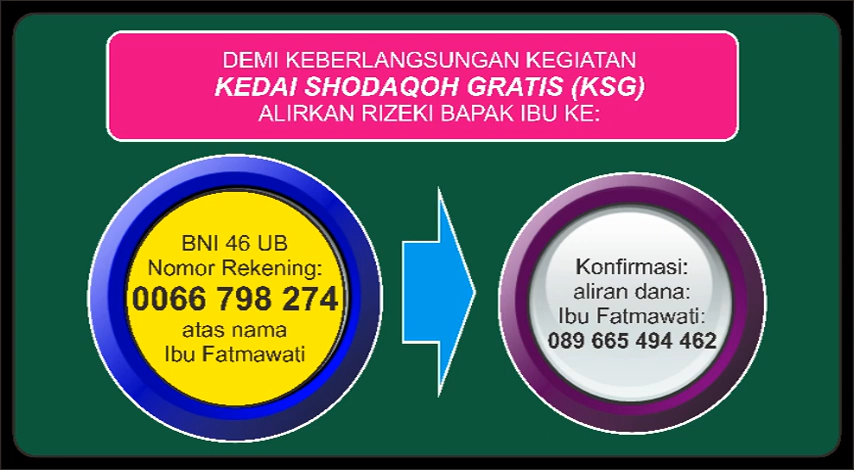 DEMI KEBERLANGSUNGAN KEGIATAN
KEDAI SHODAQOH GRATIS (KSG)
ALIRKAN RIZEKI BAPAK IBU KE:
BNI 46 UB
Nomor Rekening:
0066 798 274
atas nama
Ibu Fatmawati
Konfirmasi:
aliran dana:
Ibu Fatmawati:
089 665 494 462